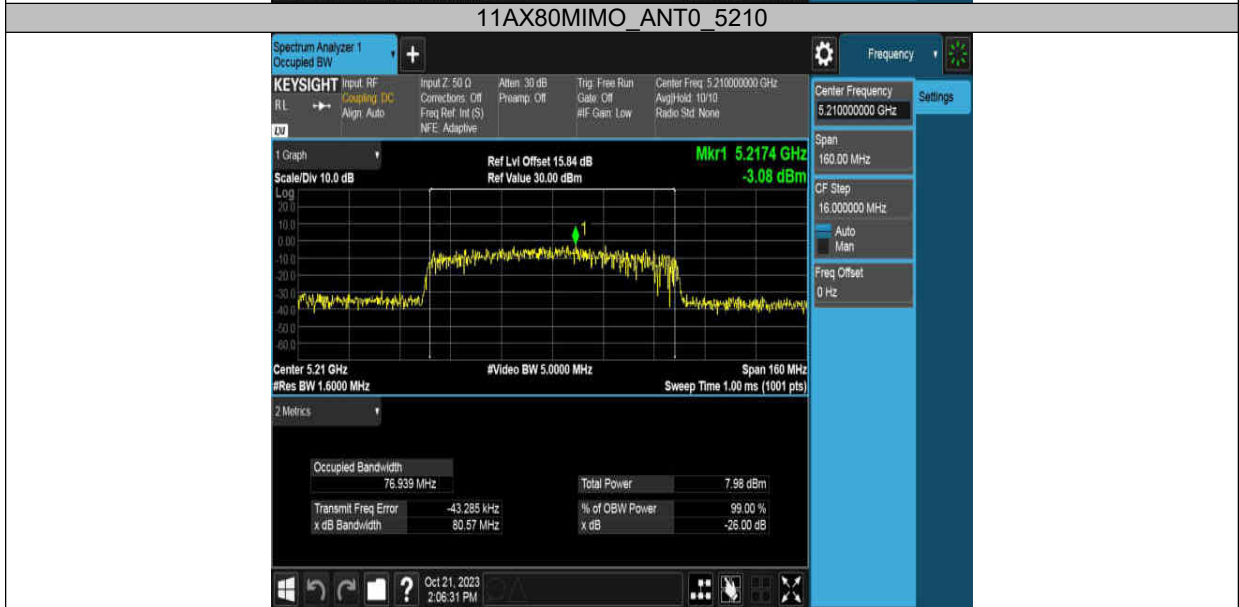 11AX80MIMO_ANT0_5210
Spectrum Analyzer 1
Occupied BW
+
Frequency
KEYSIGHT
RL
LXI
Input: RF
Coupling: DC
Align: Auto
Input Z: 50 Ω
Corrections: Off
Freq Ref: Int (S)
NFE: Adaptive
Atten: 30 dB
Preamp: Off
Trig: Free Run
Gate: Off
#IF Gain: Low
Center Freq: 5.210000000 GHz
Avg|Hold: 10/10
Radio Std: None
Center Frequency
5.210000000 GHz
Settings
Span
160.00 MHz
CF Step
16.000000 MHz
Auto
Man
Freq Offset
0 Hz
1 Graph
Scale/Div 10.0 dB
Ref Lvl Offset 15.84 dB
Ref Value 30.00 dBm
Mkr1 5.2174 GHz
-3.08 dBm
Log
20.0
10.0
0.00
-10.0
-20.0
-30.0
-40.0
-50.0
-60.0
1
Center 5.21 GHz
#Res BW 1.6000 MHz
#Video BW 5.0000 MHz
Span 160 MHz
Sweep Time 1.00 ms (1001 pts)
2 Metrics
Occupied Bandwidth
76.939 MHz
Total Power 7.98 dBm
Transmit Freq Error -43.285 kHz
% of OBW Power 99.00 %
x dB Bandwidth 80.57 MHz
x dB -26.00 dB
?
Oct 21, 2023
2:06:31 PM